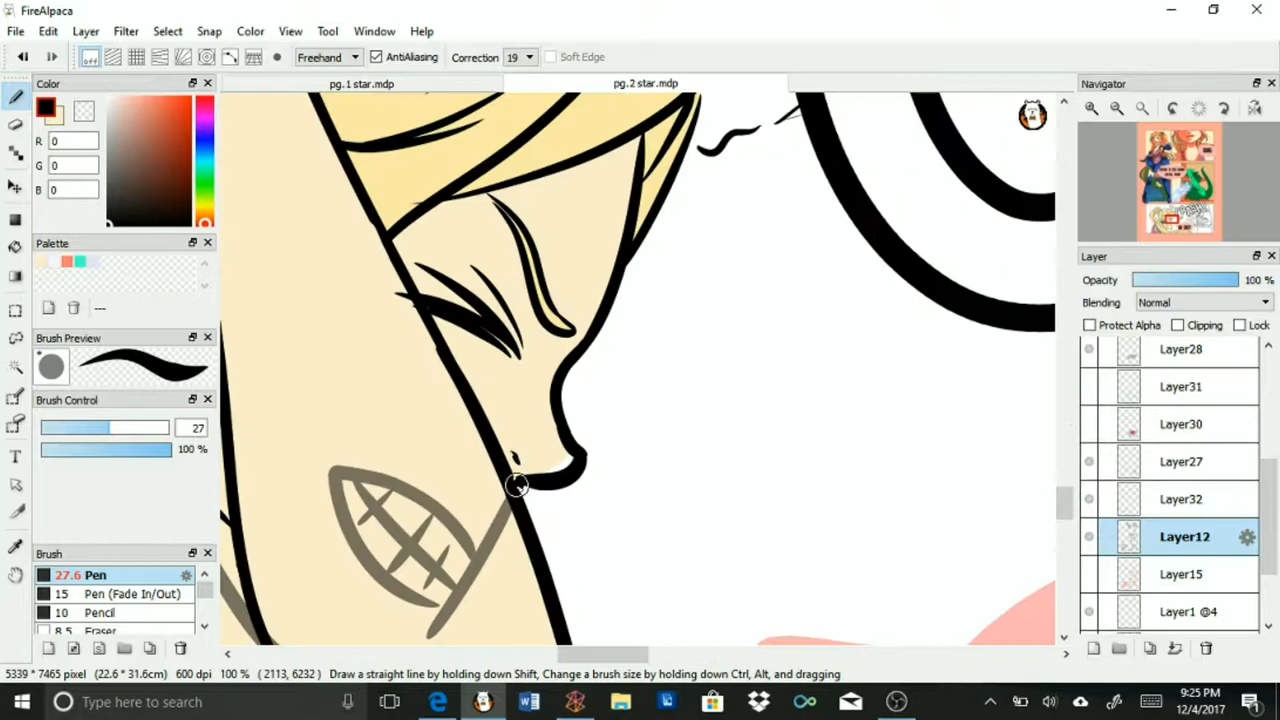 FireAlpaca
File Edit Layer Filter Select Snap Color View Tool Window Help
off Freehand AntiAliasing Correction 19 Soft Edge
Color
pg.1 star.mdp pg.2 star.mdp
Navigator
R 0
G 0
B 0
Palette
---
Brush Preview
Brush Control
27
100 %
Brush
27.6 Pen
15 Pen (Fade In/Out)
10 Pencil
8.5 Eraser
Layer
Opacity 100 %
Blending Normal
Protect Alpha Clipping Lock
Layer28
Layer31
Layer30
Layer27
Layer32
Layer12
Layer15
Layer1 @4
T
5339 * 7465 pixel (22.6 * 31.6cm) 600 dpi 100 % ( 2113, 6232 ) Draw a straight line by holding down Shift, Change a brush size by holding down Ctrl, Alt, and dragging
Type here to search
9:25 PM
12/4/2017